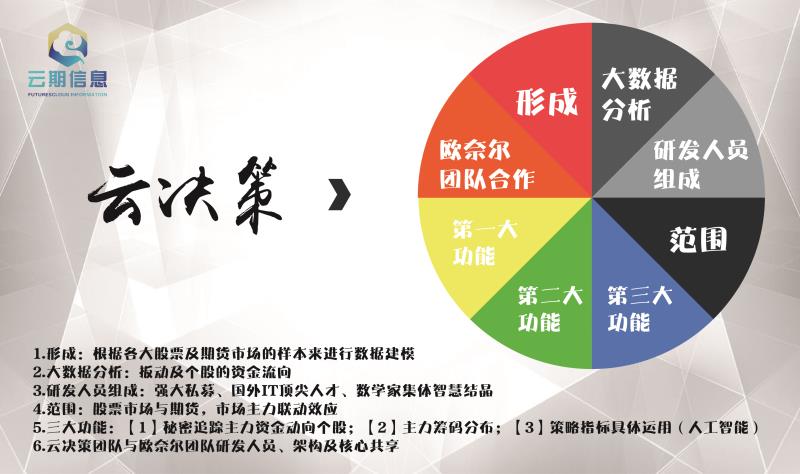 云期信息
FUTURESCLOUD INFORMATION
云决策
形成
大数据
分析
研发人员
组成
范围
第三大
功能
第二大
功能
第一大
功能
欧奈尔
团队合作
1.形成：根据各大股票及期货市场的样本来进行数据建模
2.大数据分析：扳动及个股的资金流向
3.研发人员组成：强大私募、国外IT顶尖人才、数学家集体智慧结晶
4.范围：股票市场与期货，市场主力联动效应
5.三大功能：【1】秘密追踪主力资金动向个股；【2】主力筹码分布；【3】策略指标具体运用（人工智能）
6.云决策团队与欧奈尔团队研发人员、架构及核心共享